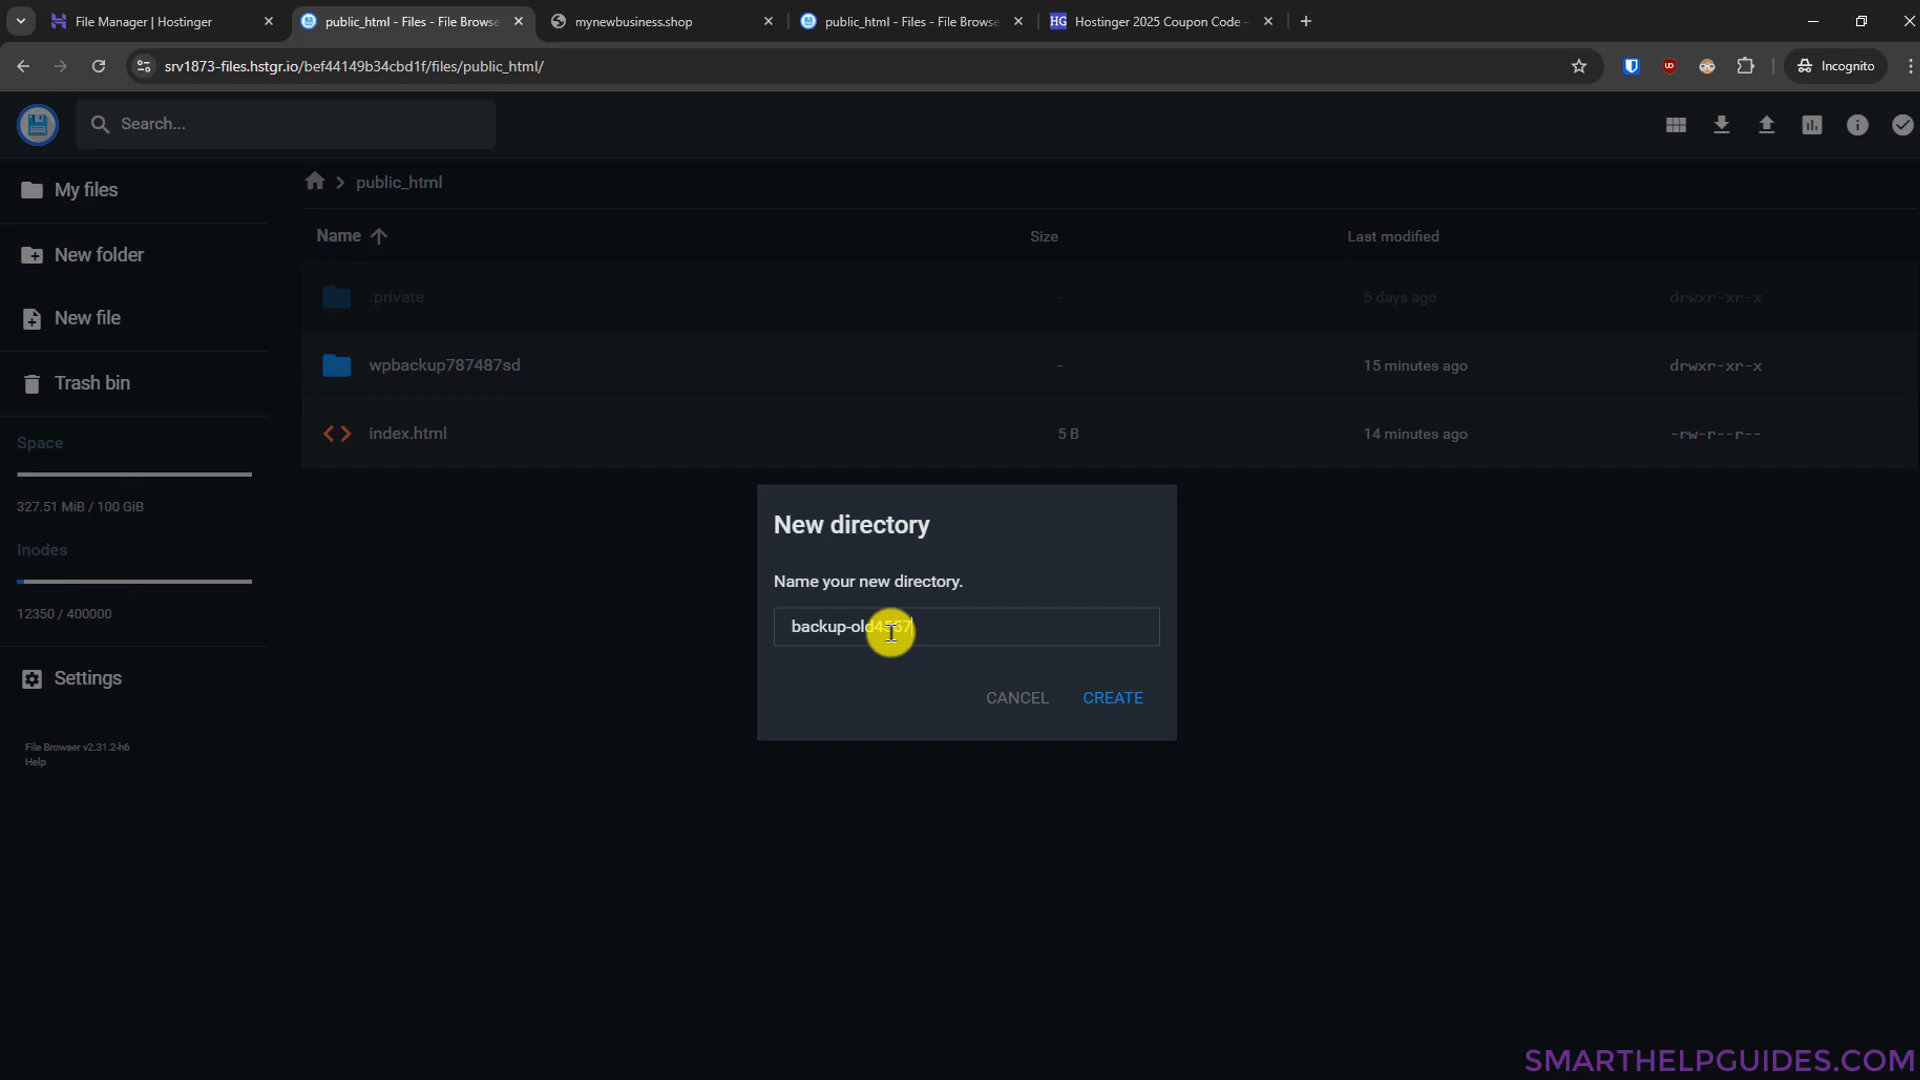 File Manager | Hostinger
public_html - Files - File Browse
mynewbusiness.shop
public_html - Files - File Browse
HG Hostinger 2025 Coupon Code -
srv1873-files.hstgr.io/bef44149b34cbd1f/files/public_html/
Incognito
Search...
My files
New folder
New file
Trash bin
Space
327.51 MiB / 100 GiB
Inodes
12350 / 400000
Settings
File Browser v2.31.2-h6
Help
public_html
Name Size Last modified
.private - 5 days ago drwxr-xr-x
wpbackup787487sd - 15 minutes ago drwxr-xr-x
index.html 5 B 14 minutes ago -rw-r--r--
New directory
Name your new directory.
CANCEL CREATE
SMARTHELPGUIDES.COM